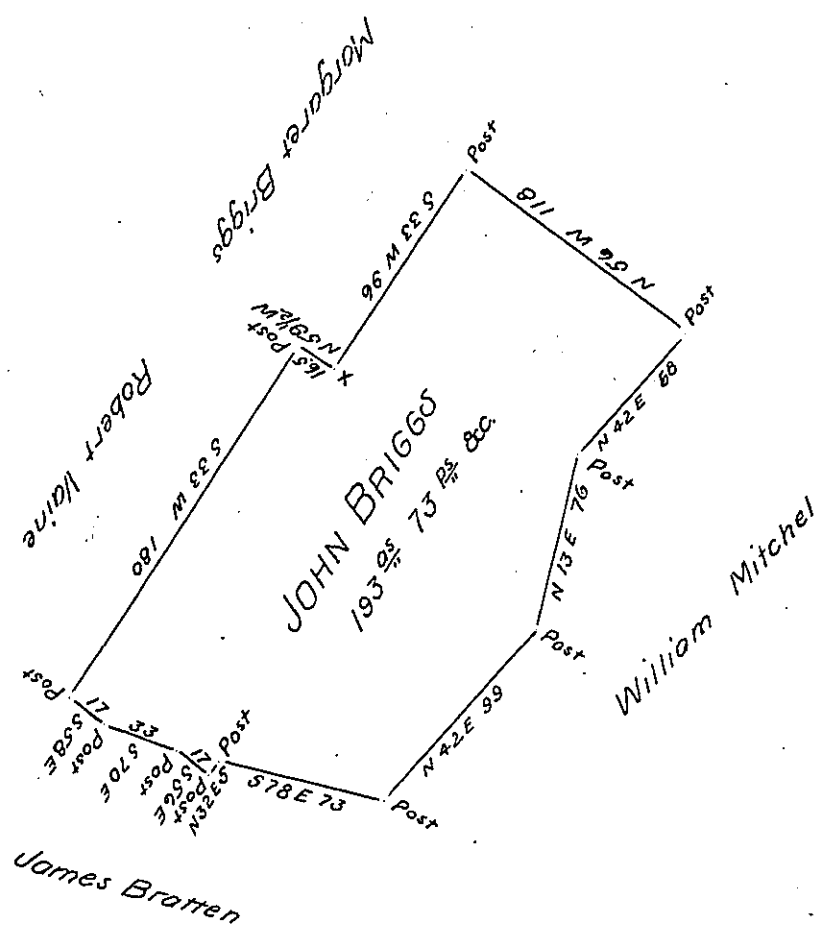 Margaret Briggs
Post
S 33 W 96
N 56 W 118
Post
N 59 1/2 W
16.5 Post
X
N 42 E 68
Post
Robert Vaine
S 33 W 180
JOHN BRIGGS
193 as 73 ps &c.
N 13 E 76
William Mitchel
Post
Post
17
S 58 E
Post
33
S 70 E
Post
17
S 56 E
Post
N 32 E 5
Post
S 78 E 73
N 42 E 99
Post
James Bratten